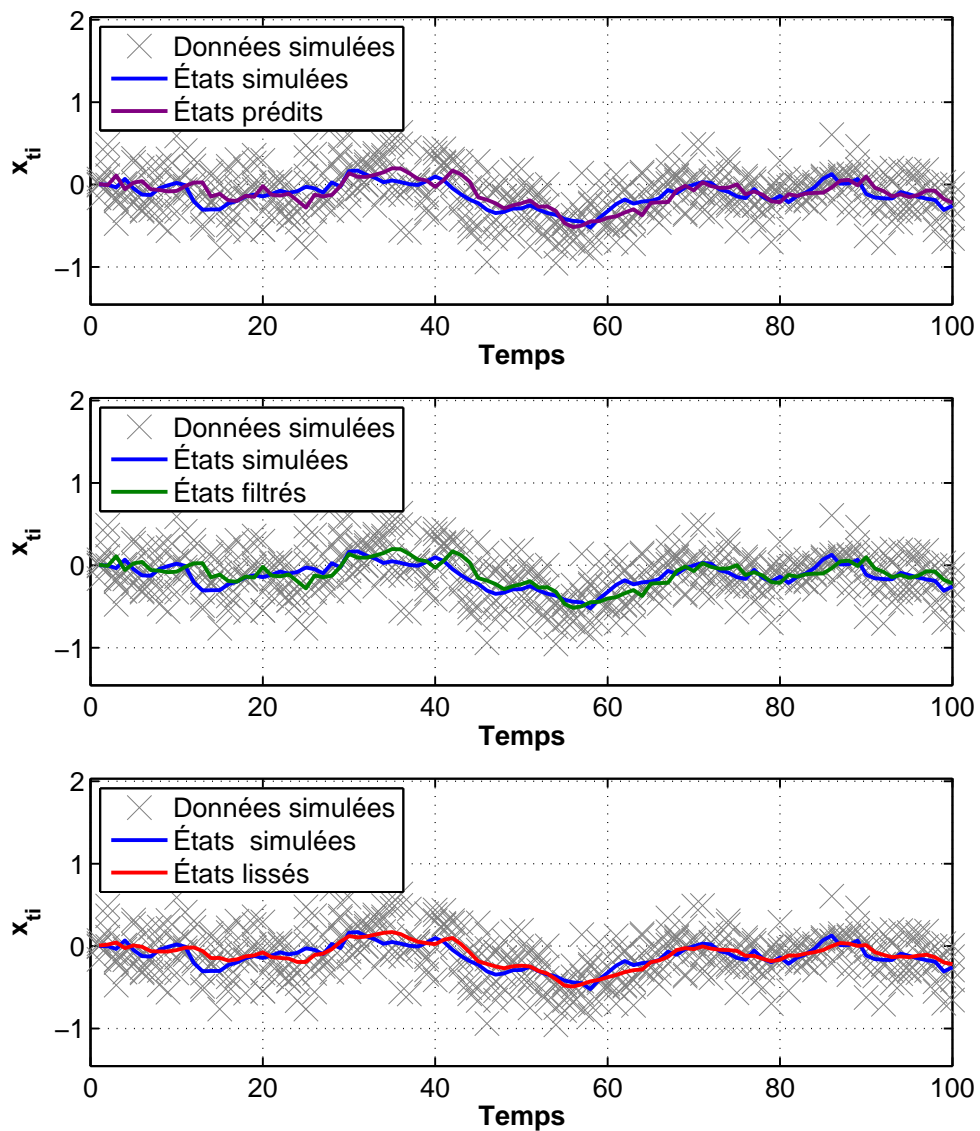 2
Données simulées
États simulées
États prédits
1
0
−1
x_ti
0 20 40 60 80 100
Temps
2
Données simulées
États simulées
États filtrés
1
0
−1
x_ti
0 20 40 60 80 100
Temps
2
Données simulées
États  simulées
États lissés
1
0
−1
x_ti
0 20 40 60 80 100
Temps